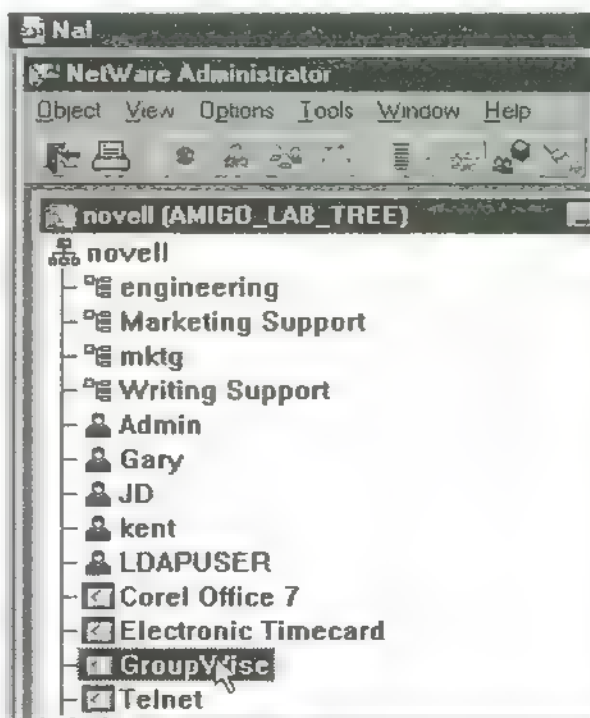 Nal
NetWare Administrator
Object View Options Tools Window Help
novell (AMIGO_LAB_TREE)
novell
engineering
Marketing Support
mktg
Writing Support
Admin
Gary
JD
kent
LDAPUSER
Corel Office 7
Electronic Timecard
GroupWise
Telnet